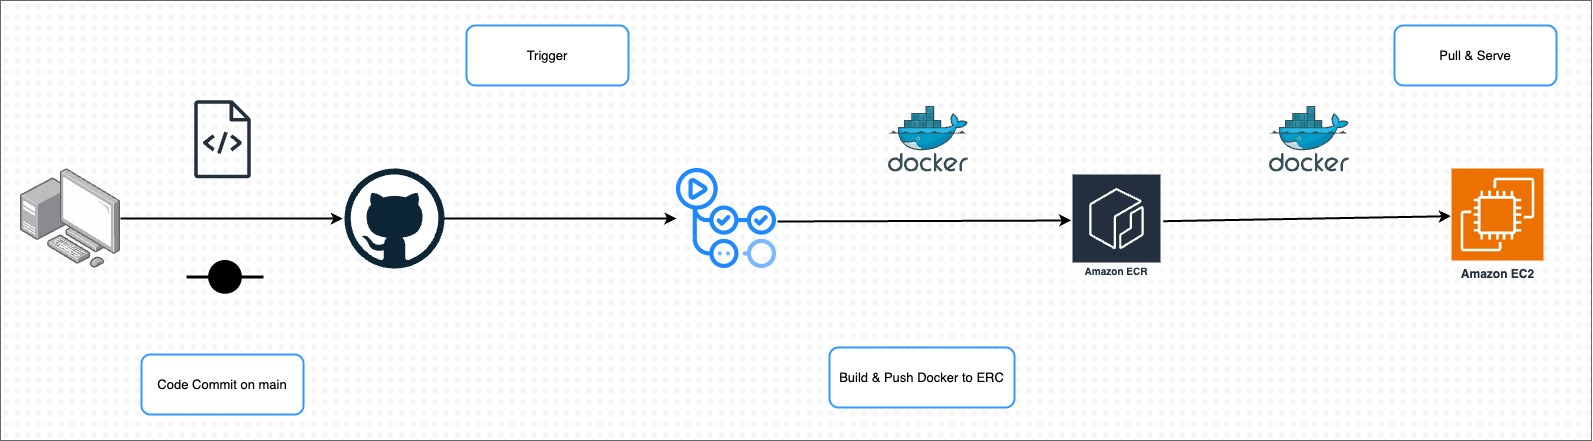 Trigger
Pull & Serve
</>
docker
docker
Amazon ECR
Amazon EC2
Code Commit on main
Build & Push Docker to ERC